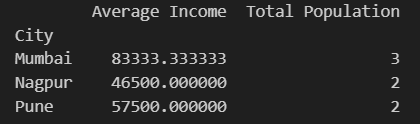 Average Income Total Population
City
Mumbai 83333.333333 3
Nagpur 46500.000000 2
Pune 57500.000000 2